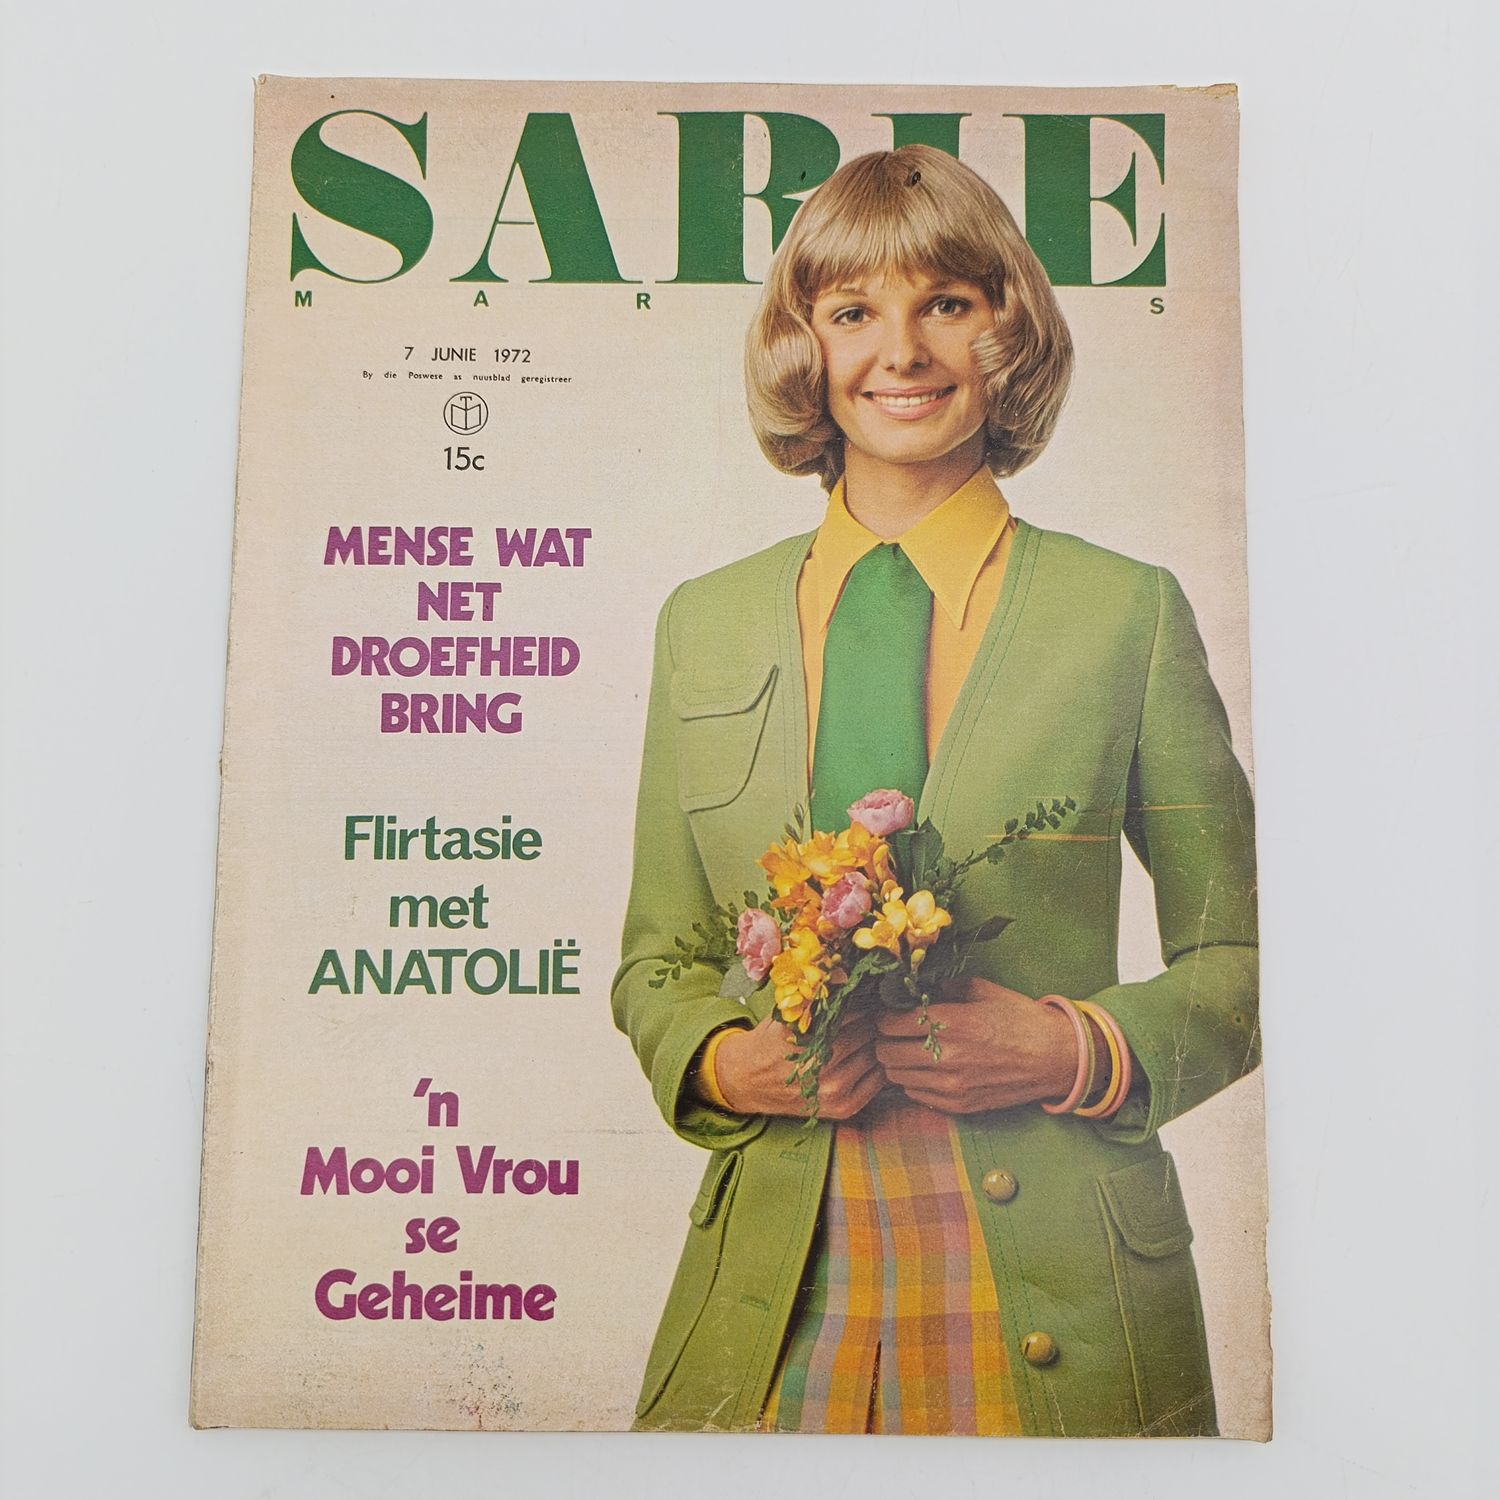 SARIE
M A R S
7 JUNIE 1972
By die Poswese as nuusblad geregistreer
15c
MENSE WAT
NET
DROEFHEID
BRING
Flirtasie
met
ANATOLIË
'n
Mooi Vrou
se
Geheime